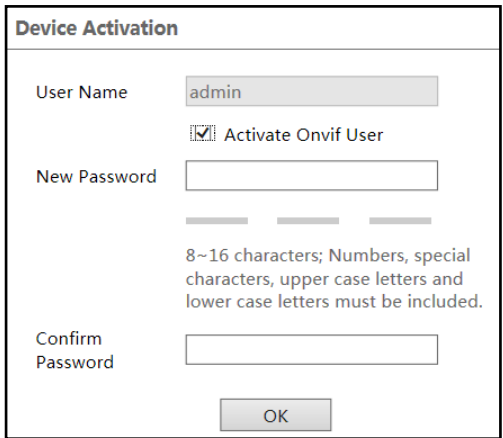 Device Activation
User Name
admin
Activate Onvif User
New Password
8~16 characters; Numbers, special
characters, upper case letters and
lower case letters must be included.
Confirm
Password
OK